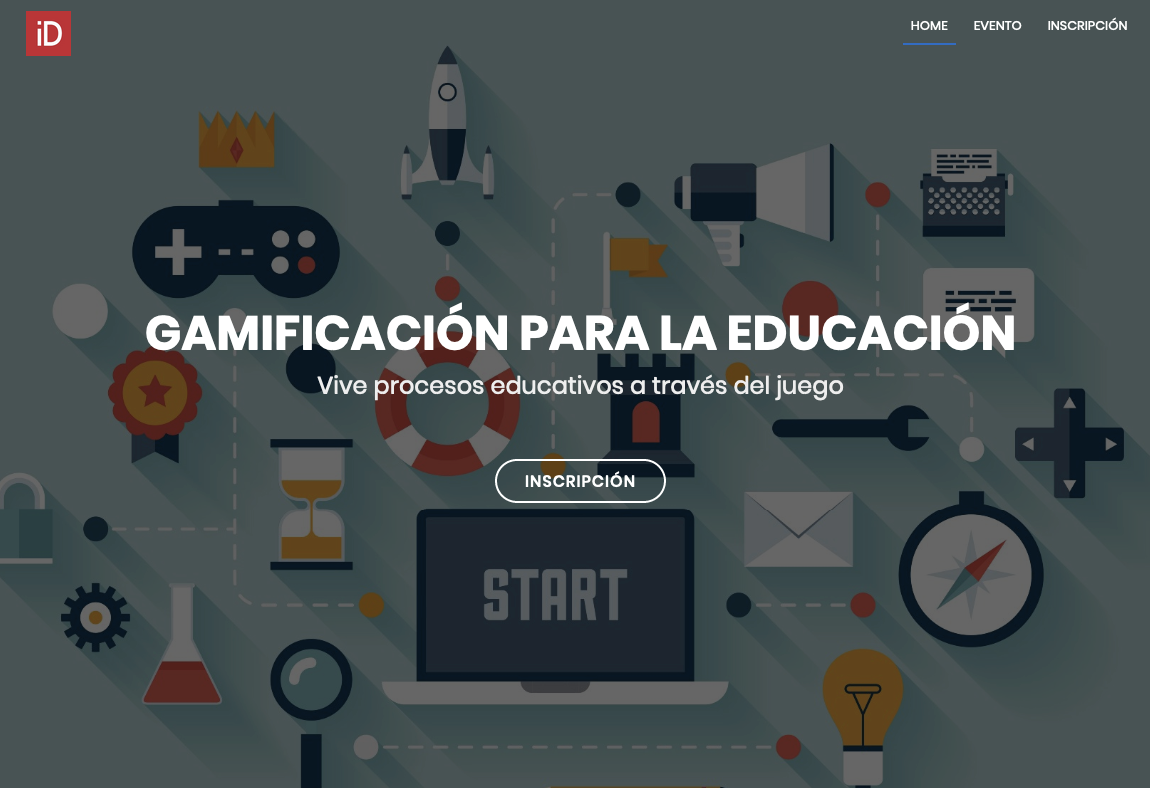 iD
HOME EVENTO INSCRIPCIÓN
GAMIFICACIÓN PARA LA EDUCACIÓN
Vive procesos educativos a través del juego
INSCRIPCIÓN
START